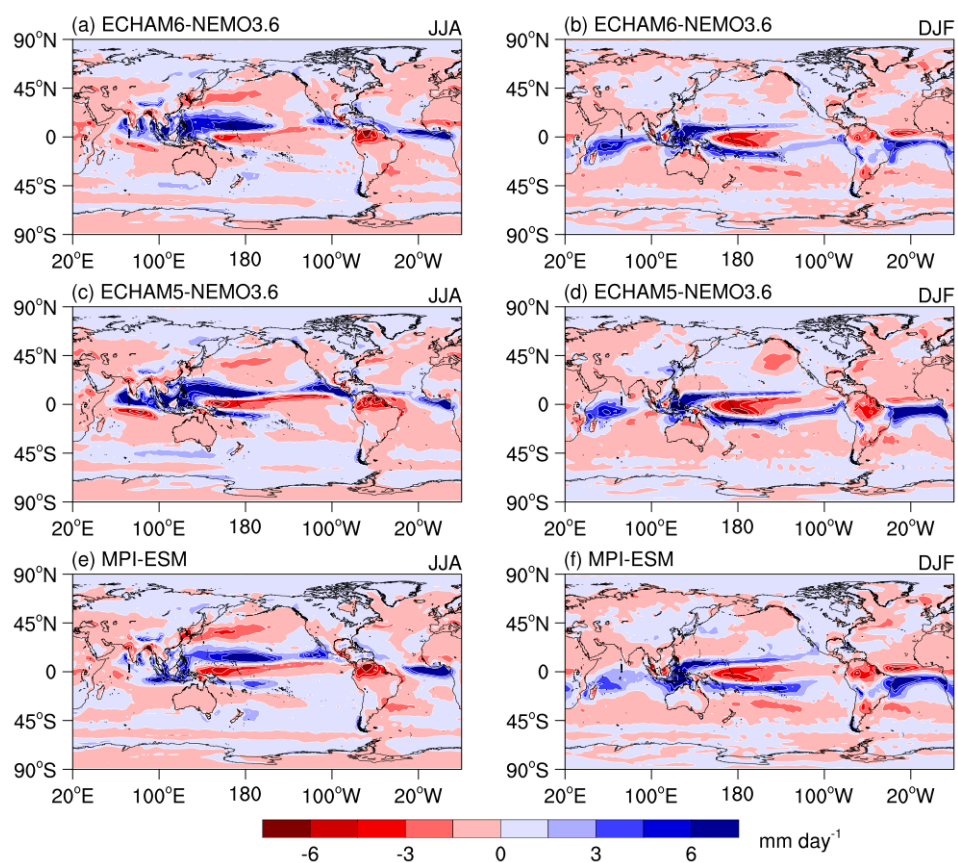 (a) ECHAM6-NEMO3.6 JJA
(b) ECHAM6-NEMO3.6 DJF
90°N
45°N
0
45°S
90°S
20°E 100°E 180 100°W 20°W
90°N
45°N
0
45°S
90°S
20°E 100°E 180 100°W 20°W
(c) ECHAM5-NEMO3.6 JJA
(d) ECHAM5-NEMO3.6 DJF
90°N
45°N
0
45°S
90°S
20°E 100°E 180 100°W 20°W
90°N
45°N
0
45°S
90°S
20°E 100°E 180 100°W 20°W
(e) MPI-ESM JJA
(f) MPI-ESM DJF
90°N
45°N
0
45°S
90°S
20°E 100°E 180 100°W 20°W
90°N
45°N
0
45°S
90°S
20°E 100°E 180 100°W 20°W
-6 -3 0 3 6 mm day⁻¹